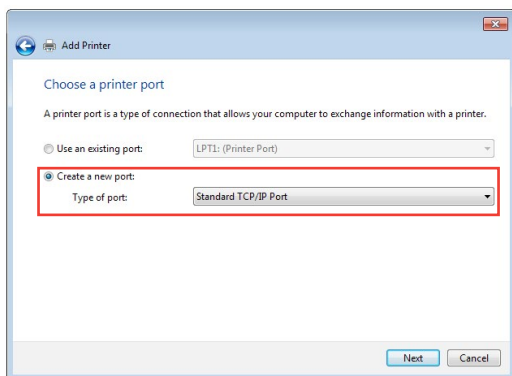 Add Printer
Choose a printer port
A printer port is a type of connection that allows your computer to exchange information with a printer.
Use an existing port: LPT1: (Printer Port)
Create a new port:
Type of port: Standard TCP/IP Port
Next Cancel